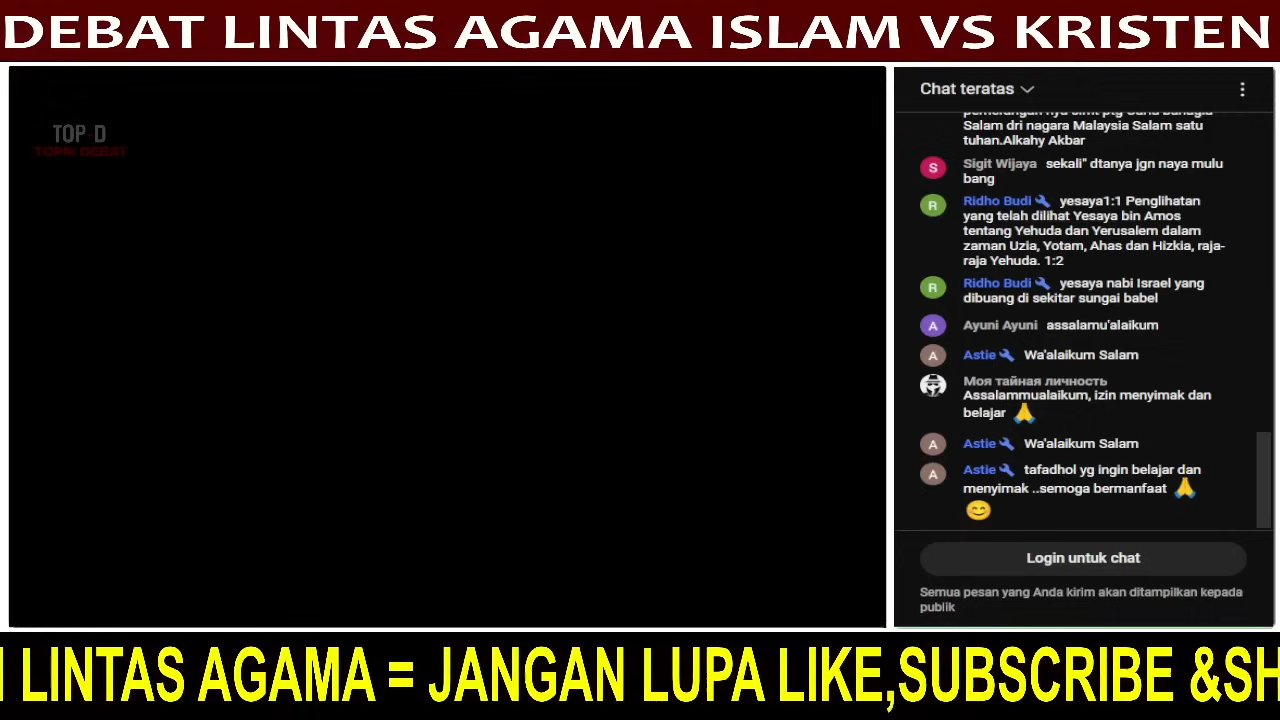 DEBAT LINTAS AGAMA ISLAM VS KRISTEN
TOP-D
TOPIK DEBAT
Chat teratas
Salam dri nagara Malaysia Salam satu
tuhan.Alkahy Akbar
S Sigit Wijaya sekali" dtanya jgn naya mulu
bang
R Ridho Budi yesaya1:1 Penglihatan
yang telah dilihat Yesaya bin Amos
tentang Yehuda dan Yerusalem dalam
zaman Uzia, Yotam, Ahas dan Hizkia, raja-
raja Yehuda. 1:2
R Ridho Budi yesaya nabi Israel yang
dibuang di sekitar sungai babel
A Ayuni Ayuni assalamu'alaikum
A Astie Wa'alaikum Salam
Моя тайная личность
Assalammualaikum, izin menyimak dan
belajar 🙏
A Astie Wa'alaikum Salam
A Astie tafadhol yg ingin belajar dan
menyimak ..semoga bermanfaat 🙏
😊
Login untuk chat
Semua pesan yang Anda kirim akan ditampilkan kepada
publik
LINTAS AGAMA = JANGAN LUPA LIKE,SUBSCRIBE &SH